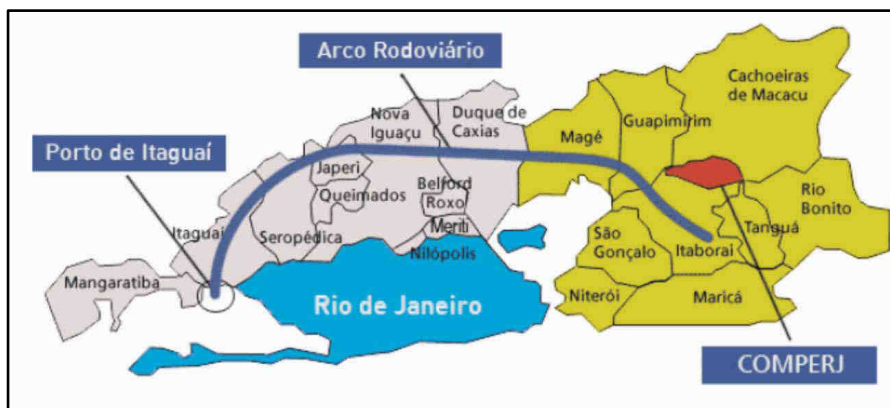 Arco Rodoviário
Porto de Itaguaí
Cachoeiras
de Macacu
Nova
Iguaçu
Duque de
Caxias
Magé
Guapimirim
Japeri
Queimados
Belford
Roxo
Meriti
Nilópolis
Itaguaí
Seropédica
Mangaratiba
Rio de Janeiro
São
Gonçalo
Itaborai
Tanguá
Rio
Bonito
Niterói
Maricá
COMPERJ